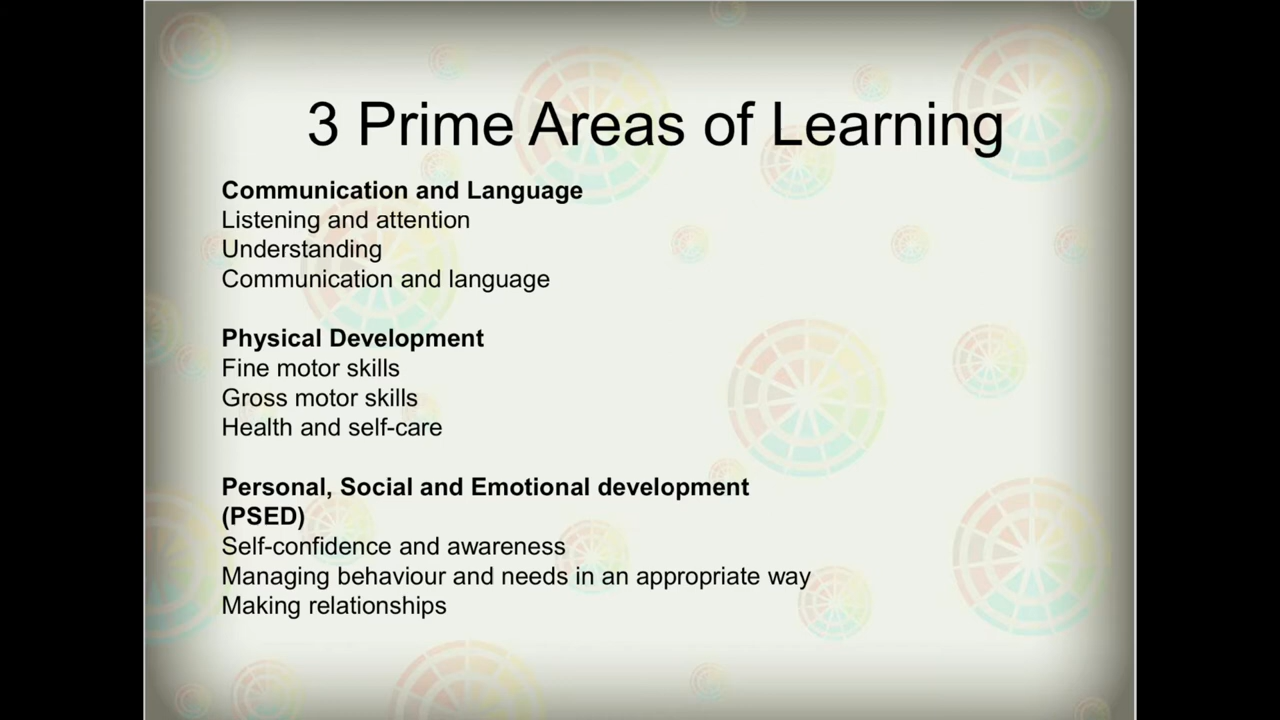 3 Prime Areas of Learning
Communication and Language
Listening and attention
Understanding
Communication and language
Physical Development
Fine motor skills
Gross motor skills
Health and self-care
Personal, Social and Emotional development
(PSED)
Self-confidence and awareness
Managing behaviour and needs in an appropriate way
Making relationships